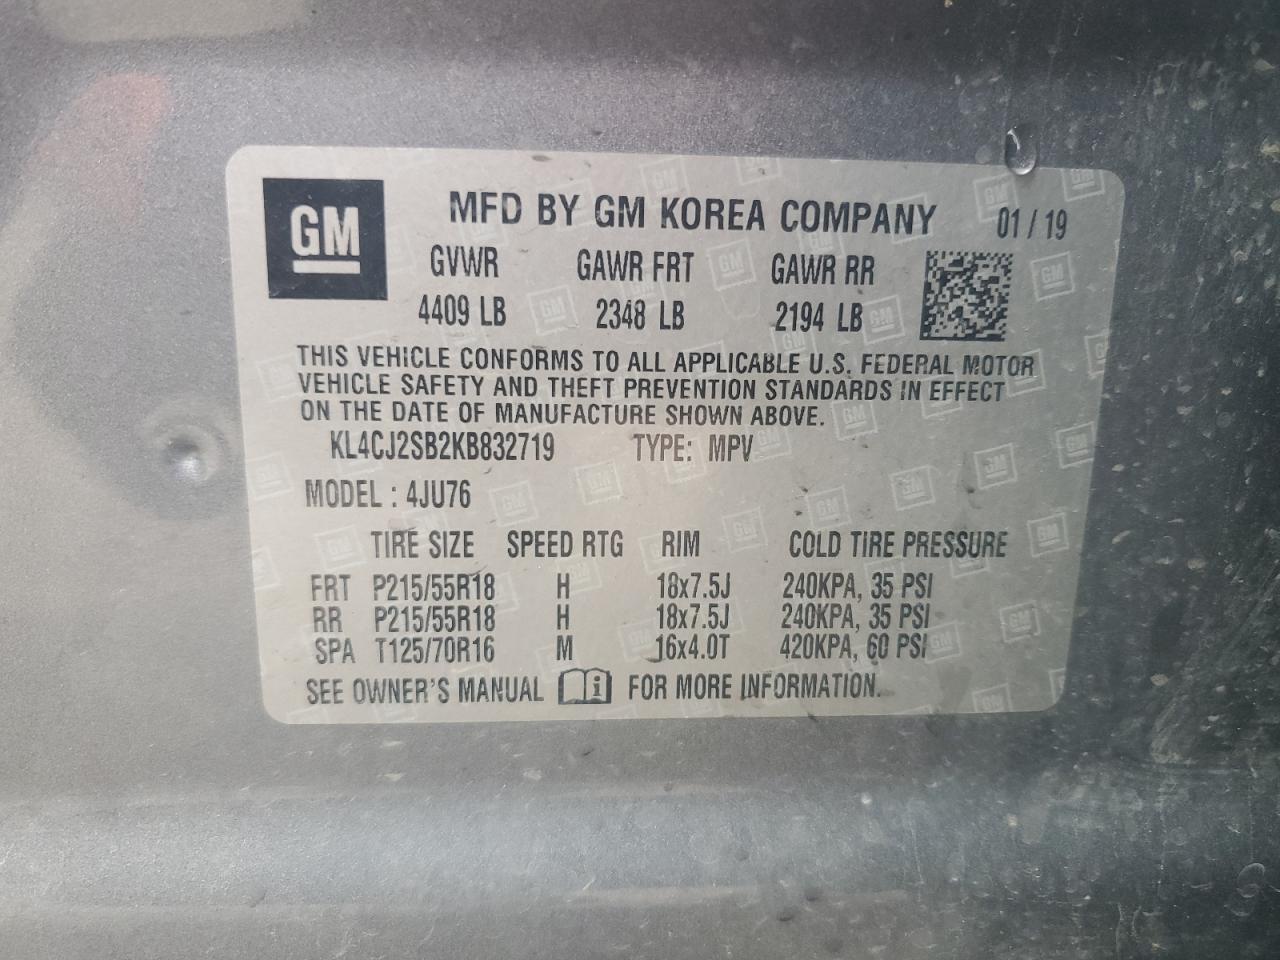 GM
MFD BY GM KOREA COMPANY 01 / 19
GVWR GAWR FRT GAWR RR
4409 LB 2348 LB 2194 LB
THIS VEHICLE CONFORMS TO ALL APPLICABLE U.S. FEDERAL MOTOR
VEHICLE SAFETY AND THEFT PREVENTION STANDARDS IN EFFECT
ON THE DATE OF MANUFACTURE SHOWN ABOVE.
KL4CJ2SB2KB832719 TYPE: MPV
MODEL : 4JU76
TIRE SIZE SPEED RTG RIM COLD TIRE PRESSURE
FRT P215/55R18 H 18x7.5J 240KPA, 35 PSI
RR P215/55R18 H 18x7.5J 240KPA, 35 PSI
SPA T125/70R16 M 16x4.0T 420KPA, 60 PSI
SEE OWNER'S MANUAL i FOR MORE INFORMATION.